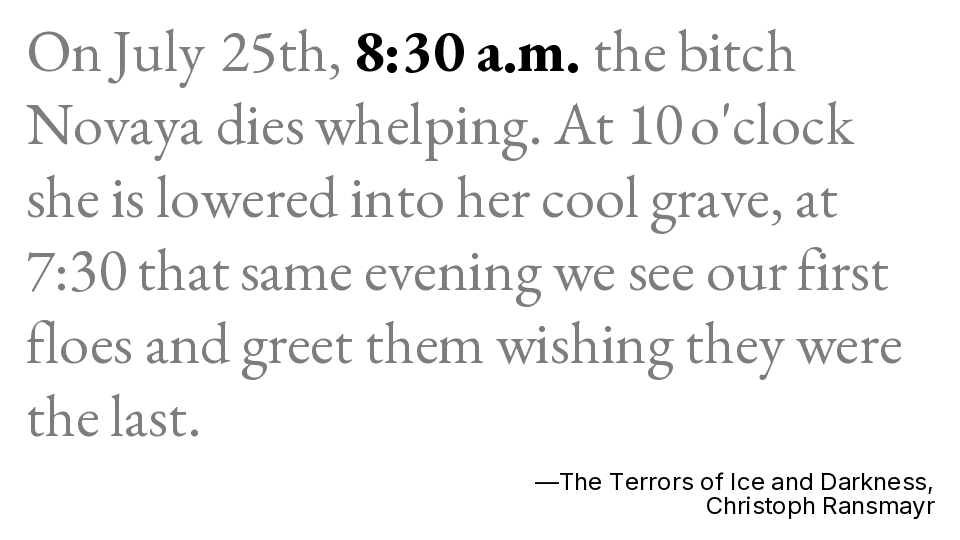 On July 25th, 8:30 a.m. the bitch
Novaya dies whelping. At 10 o'clock
she is lowered into her cool grave, at
7:30 that same evening we see our first
floes and greet them wishing they were
the last.
—The Terrors of Ice and Darkness,
Christoph Ransmayr